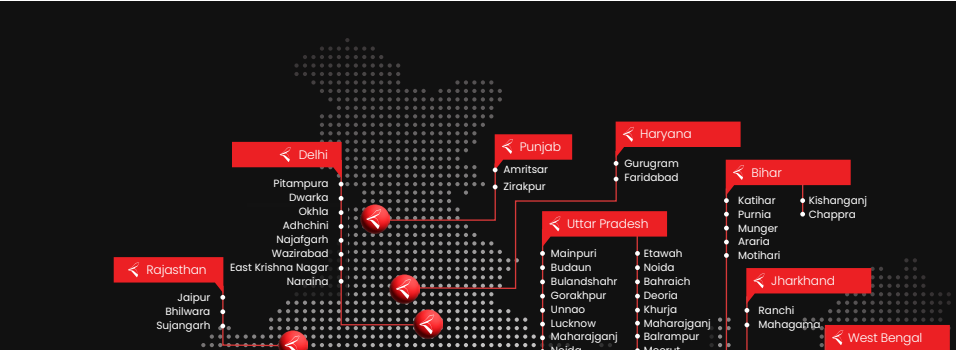 Delhi
Pitampura
Dwarka
Okhla
Adhchini
Najafgarh
Wazirabad
East Krishna Nagar
Naraina
Rajasthan
Jaipur
Bhilwara
Sujangarh
Punjab
Amritsar
Zirakpur
Haryana
Gurugram
Faridabad
Uttar Pradesh
Mainpuri
Budaun
Bulandshahr
Gorakhpur
Unnao
Lucknow
Maharajganj
Noida
Etawah
Noida
Bahraich
Deoria
Khurja
Maharajganj
Balrampur
Meerut
Bihar
Katihar
Purnia
Munger
Araria
Motihari
Kishanganj
Chappra
Jharkhand
Ranchi
Mahagama
West Bengal